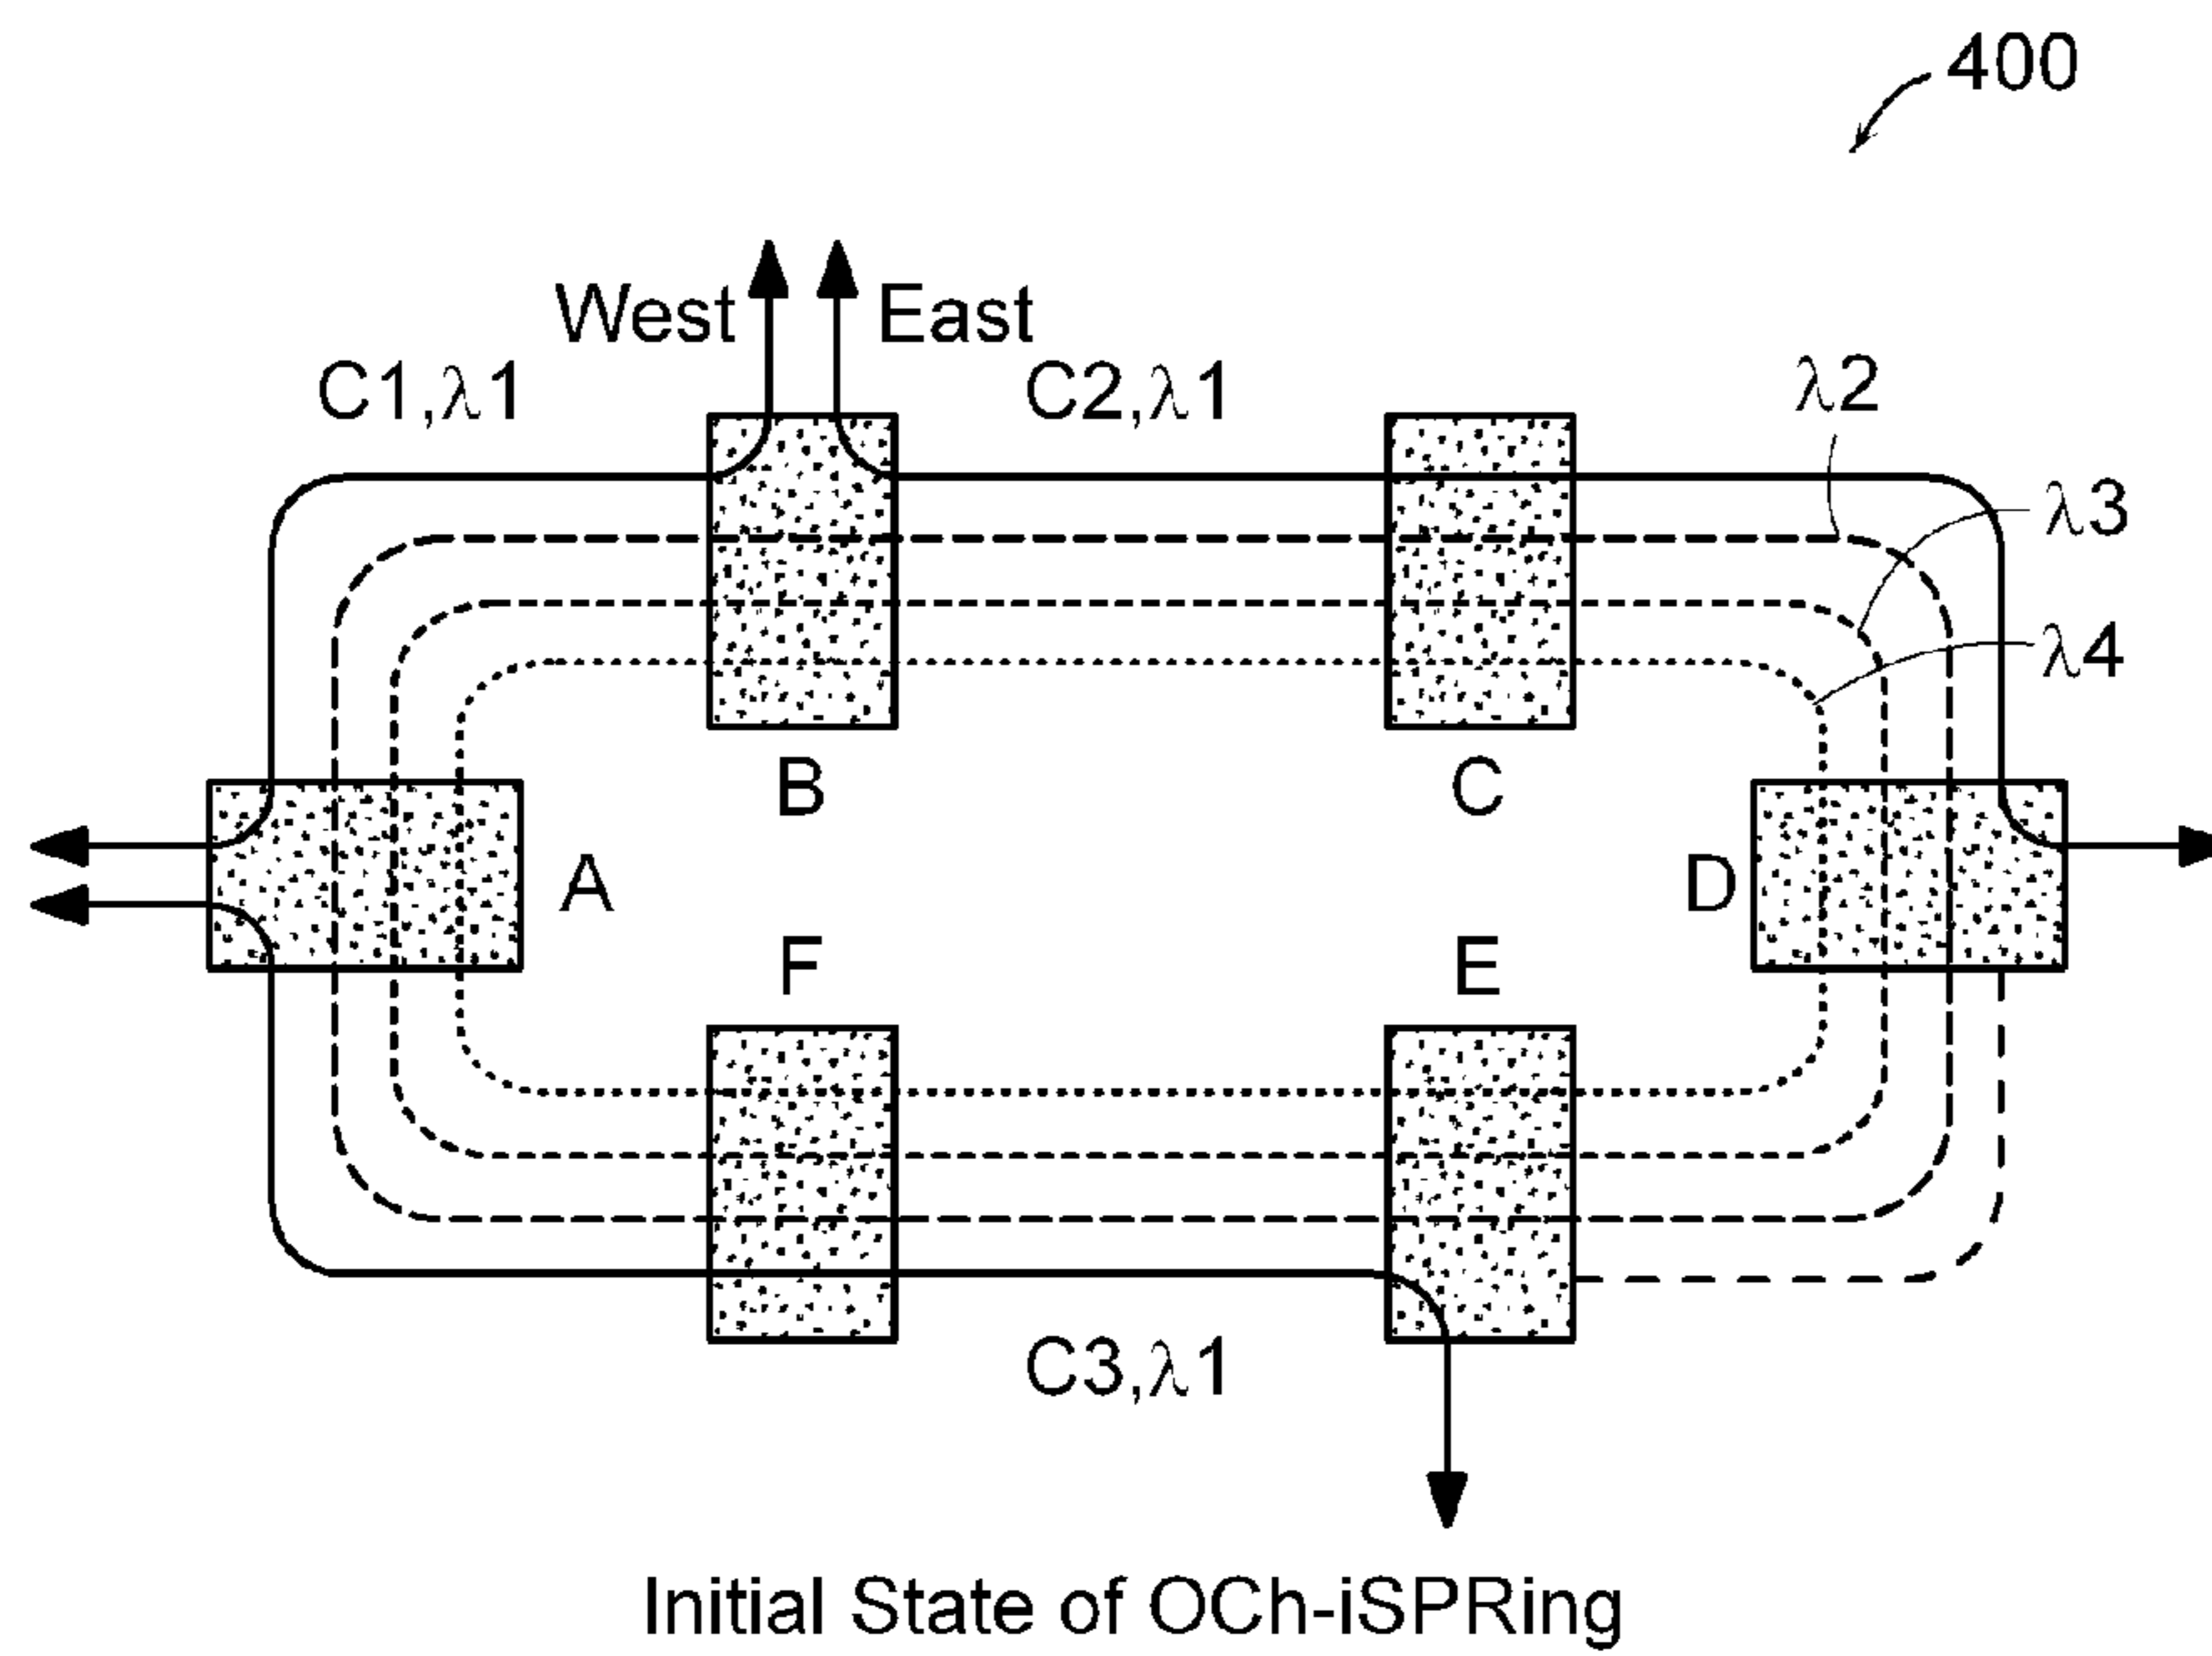 400
West
East
C1,λ1
C2,λ1
λ2
λ3
λ4
B
C
A
D
F
E
C3,λ1
Initial State of OCh-iSPRing